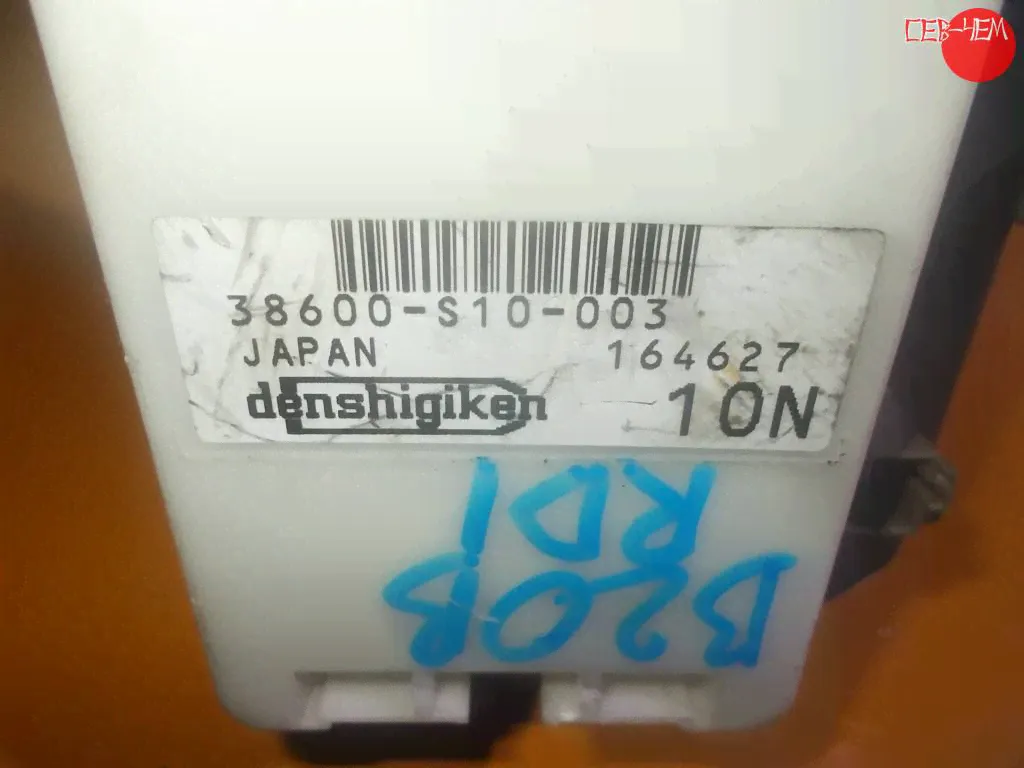 СЕВ-ЧЕМ
38600-S10-003
JAPAN 164627
denshigiken 10N
B20B
RD1